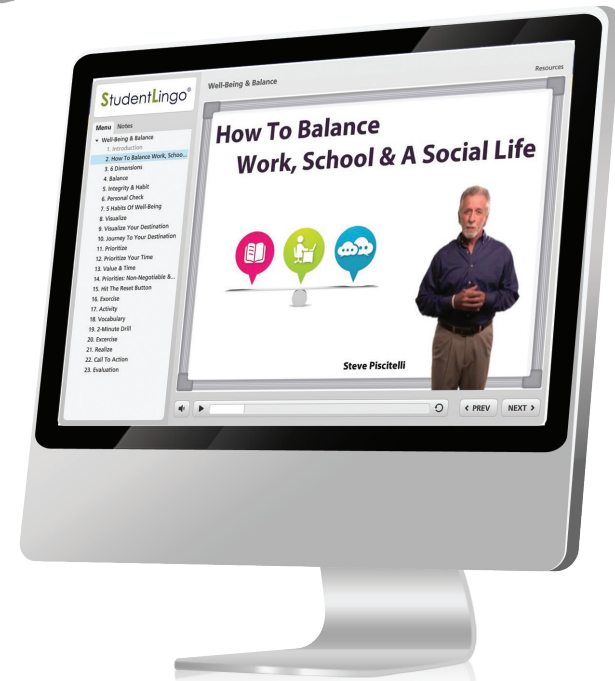 StudentLingo®
Well-Being & Balance
Resources
Menu Notes
Well-Being & Balance
1. Introduction
2. How To Balance Work, Schoo...
3. 6 Dimensions
4. Balance
5. Integrity & Habit
6. Personal Check
7. 5 Habits Of Well-Being
8. Visualize
9. Visualize Your Destination
10. Journey To Your Destination
11. Prioritize
12. Prioritize Your Time
13. Value & Time
14. Priorities: Non-Negotiable &...
15. Hit The Reset Button
16. Exorcise
17. Activity
18. Vocabulary
19. 2-Minute Drill
20. Excercise
21. Realize
22. Call To Action
23. Evaluation
How To Balance
Work, School & A Social Life
Steve Piscitelli
< PREV
NEXT >